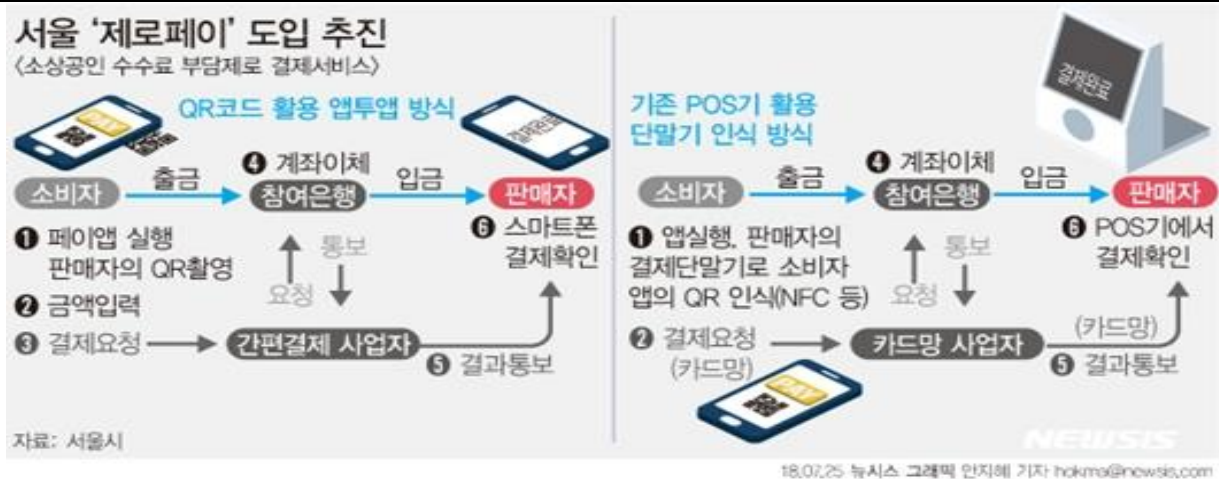 서울 '제로페이' 도입 추진
<소상공인 수수료 부담제로 결제서비스>
QR코드 활용 앱투앱 방식
PAY
결제완료
❹ 계좌이체
소비자
출금
참여은행
입금
판매자
❶ 페이앱 실행
판매자의 QR촬영
❷ 금액입력
❸ 결제요청
요청
통보
간편결제 사업자
❺ 결과통보
❻ 스마트폰
결제확인
자료: 서울시
기존 POS기 활용
단말기 인식 방식
결제완료
❹ 계좌이체
소비자
출금
참여은행
입금
판매자
❶ 앱실행, 판매자의
결제단말기로 소비자
앱의 QR 인식(NFC 등)
❷ 결제요청
(카드망)
PAY
요청
통보
카드망 사업자
(카드망)
❺ 결과통보
❻ POS기에서
결제확인
NEWSIS
18.07.25 뉴시스 그래픽 안지혜 기자 hokma@newsis.com